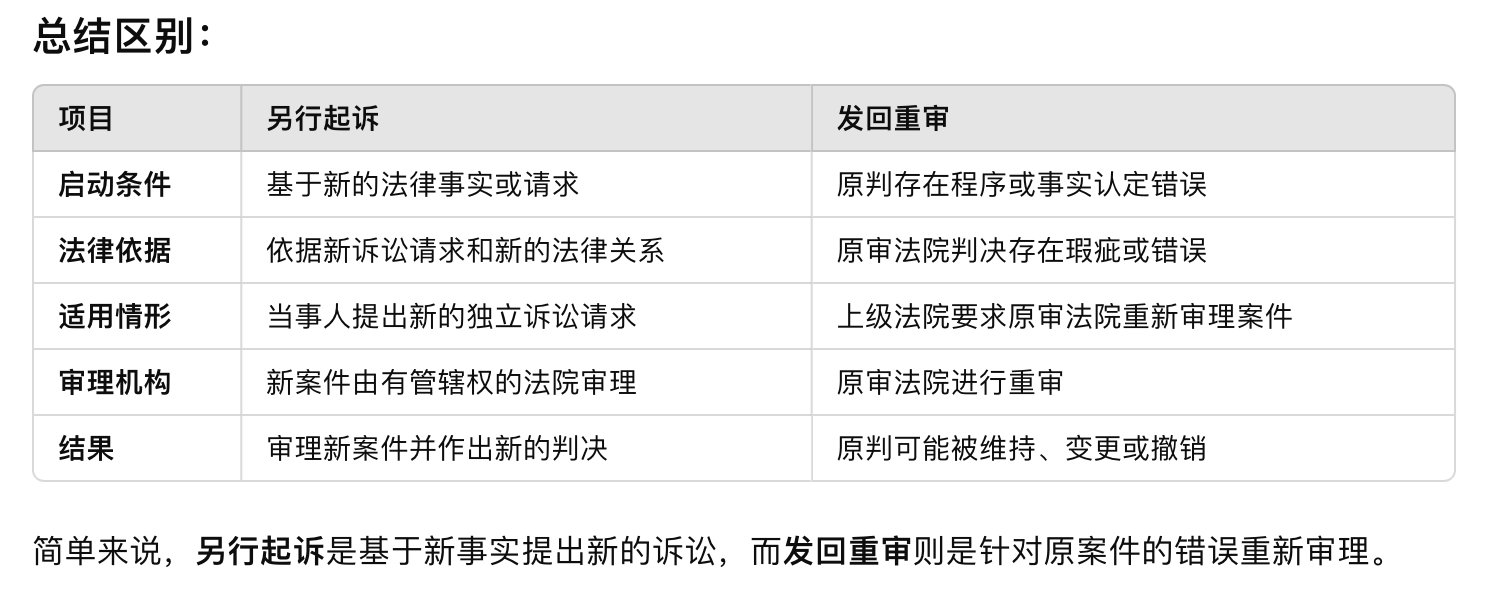 总结区别：
项目 另行起诉 发回重审
启动条件 基于新的法律事实或请求 原判存在程序或事实认定错误
法律依据 依据新诉讼请求和新的法律关系 原审法院判决存在瑕疵或错误
适用情形 当事人提出新的独立诉讼请求 上级法院要求原审法院重新审理案件
审理机构 新案件由有管辖权的法院审理 原审法院进行重审
结果 审理新案件并作出新的判决 原判可能被维持、变更或撤销
简单来说，另行起诉是基于新事实提出新的诉讼，而发回重审则是针对原案件的错误重新审理。